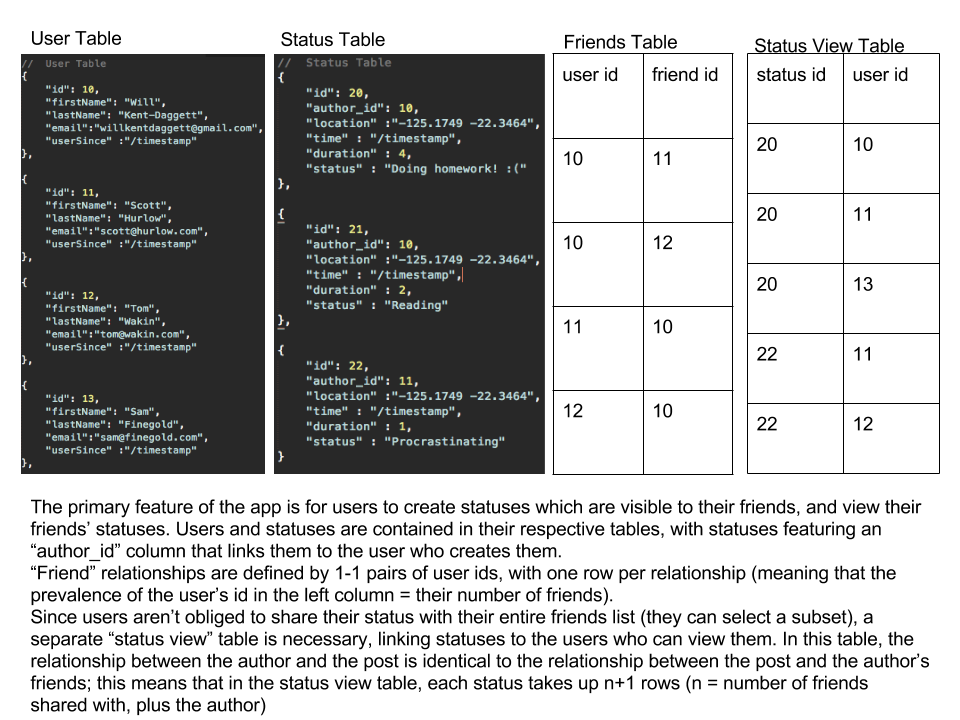 User Table
//  User Table
{
    "id": 10,
    "firstName": "Will",
    "lastName": "Kent-Daggett",
    "email":"willkentdaggett@gmail.com",
    "userSince" :"/timestamp"
},
{
    "id": 11,
    "firstName": "Scott",
    "lastName": "Hurlow",
    "email":"scott@hurlow.com",
    "userSince" :"/timestamp"
},
{
    "id": 12,
    "firstName": "Tom",
    "lastName": "Wakin",
    "email":"tom@wakin.com",
    "userSince" :"/timestamp"
},
{
    "id": 13,
    "firstName": "Sam",
    "lastName": "Finegold",
    "email":"sam@finegold.com",
    "userSince" :"/timestamp"
},
Status Table
//  Status Table
{
    "id": 20,
    "author_id": 10,
    "location" :"-125.1749 -22.3464",
    "time" : "/timestamp",
    "duration" : 4,
    "status" : "Doing homework! :("
},
{
    "id": 21,
    "author_id": 10,
    "location" :"-125.1749 -22.3464",
    "time" : "/timestamp",
    "duration" : 2,
    "status" : "Reading"
},
{
    "id": 22,
    "author_id": 11,
    "location" :"-125.1749 -22.3464",
    "time" : "/timestamp",
    "duration" : 1,
    "status" : "Procrastinating"
}
Friends Table
user id friend id
10 11
10 12
11 10
12 10
Status View Table
status id user id
20 10
20 11
20 13
22 11
22 12
The primary feature of the app is for users to create statuses which are visible to their friends, and view their
friends’ statuses. Users and statuses are contained in their respective tables, with statuses featuring an
“author_id” column that links them to the user who creates them.
“Friend” relationships are defined by 1-1 pairs of user ids, with one row per relationship (meaning that the
prevalence of the user’s id in the left column = their number of friends).
Since users aren’t obliged to share their status with their entire friends list (they can select a subset), a
separate “status view” table is necessary, linking statuses to the users who can view them. In this table, the
relationship between the author and the post is identical to the relationship between the post and the author’s
friends; this means that in the status view table, each status takes up n+1 rows (n = number of friends
shared with, plus the author)